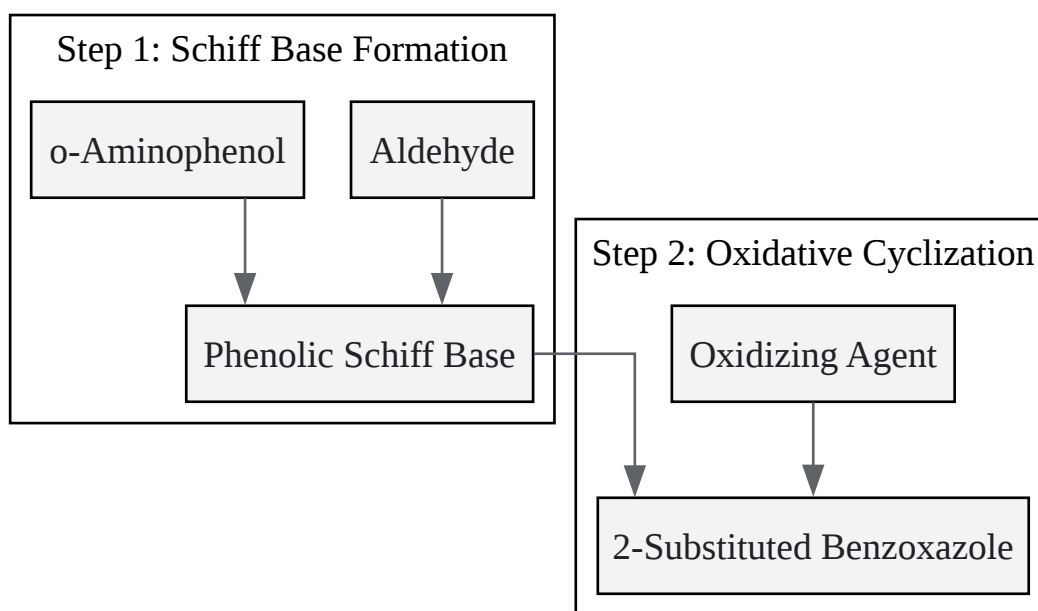 Step 1: Schiff Base Formation
o-Aminophenol
Aldehyde
Phenolic Schiff Base
Step 2: Oxidative Cyclization
Oxidizing Agent
2-Substituted Benzoxazole